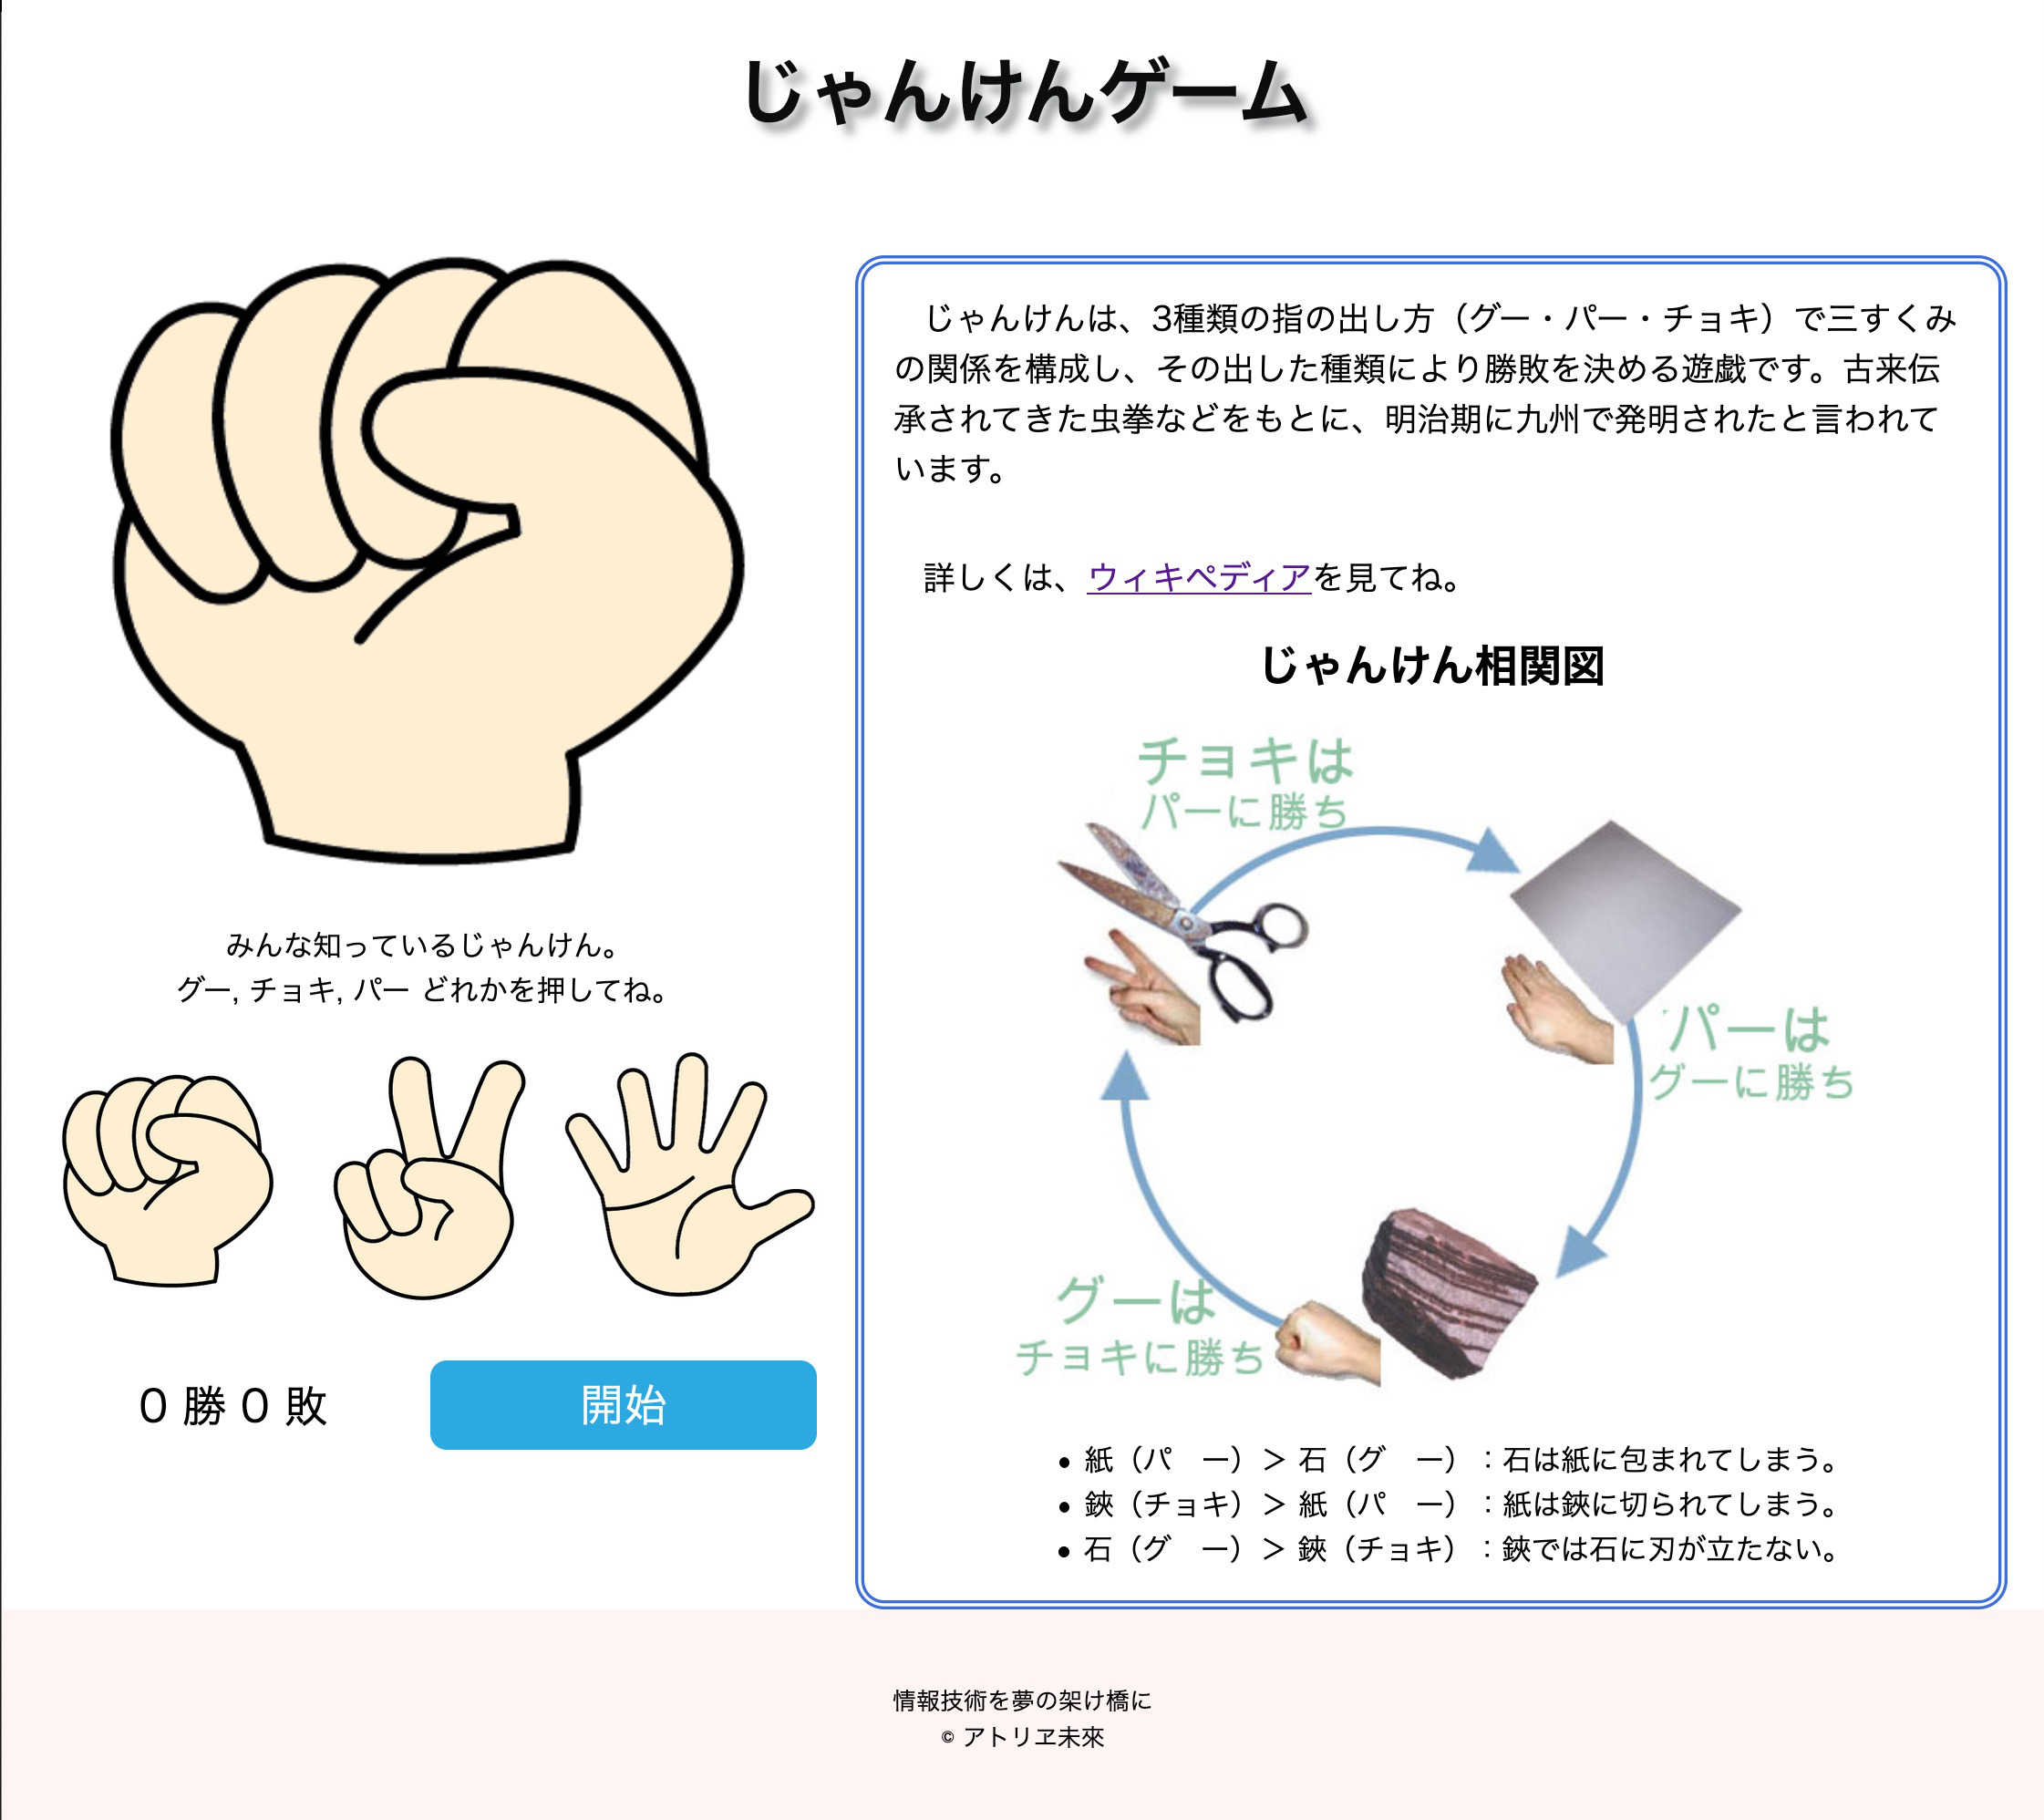 じゃんけんゲーム
みんな知っているじゃんけん。
グー, チョキ, パー どれかを押してね。
0 勝 0 敗
開始
じゃんけんは、3種類の指の出し方（グー・パー・チョキ）で三すくみ
の関係を構成し、その出した種類により勝敗を決める遊戯です。古来伝
承されてきた虫拳などをもとに、明治期に九州で発明されたと言われて
います。
詳しくは、ウィキペディアを見てね。
じゃんけん相関図
チョキは
パーに勝ち
パーは
グーに勝ち
グーは
チョキに勝ち
• 紙（パ　ー）＞ 石（グ　ー）：石は紙に包まれてしまう。
• 鋏（チョキ）＞ 紙（パ　ー）：紙は鋏に切られてしまう。
• 石（グ　ー）＞ 鋏（チョキ）：鋏では石に刃が立たない。
情報技術を夢の架け橋に
© アトリヱ未來